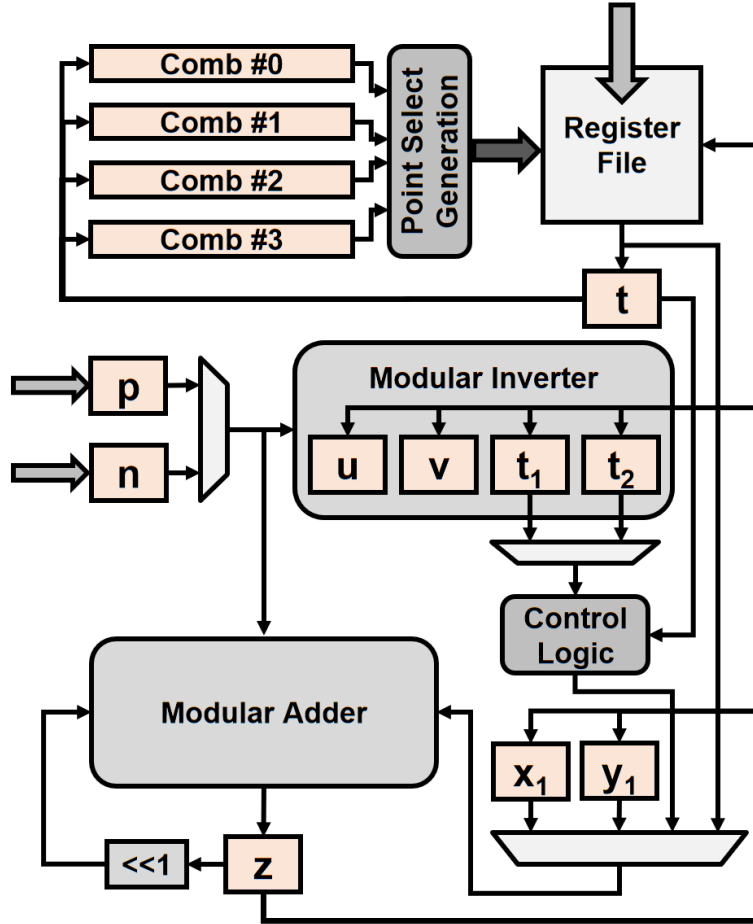 Comb #0
Comb #1
Comb #2
Comb #3
Point Select
Generation
Register
File
t
p
n
Modular Inverter
u
v
t₁
t₂
Control
Logic
Modular Adder
x₁
y₁
<<1
z